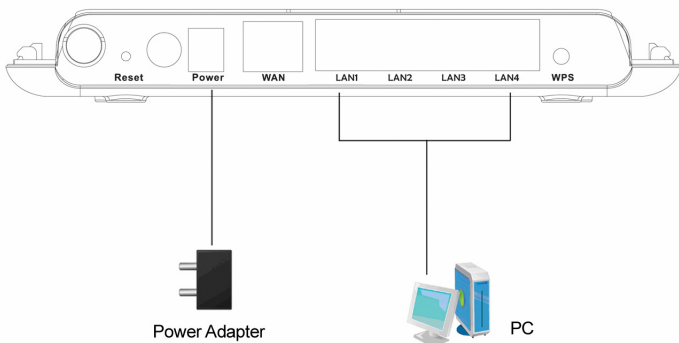 Reset
Power
WAN
LAN1
LAN2
LAN3
LAN4
WPS
Power Adapter
PC